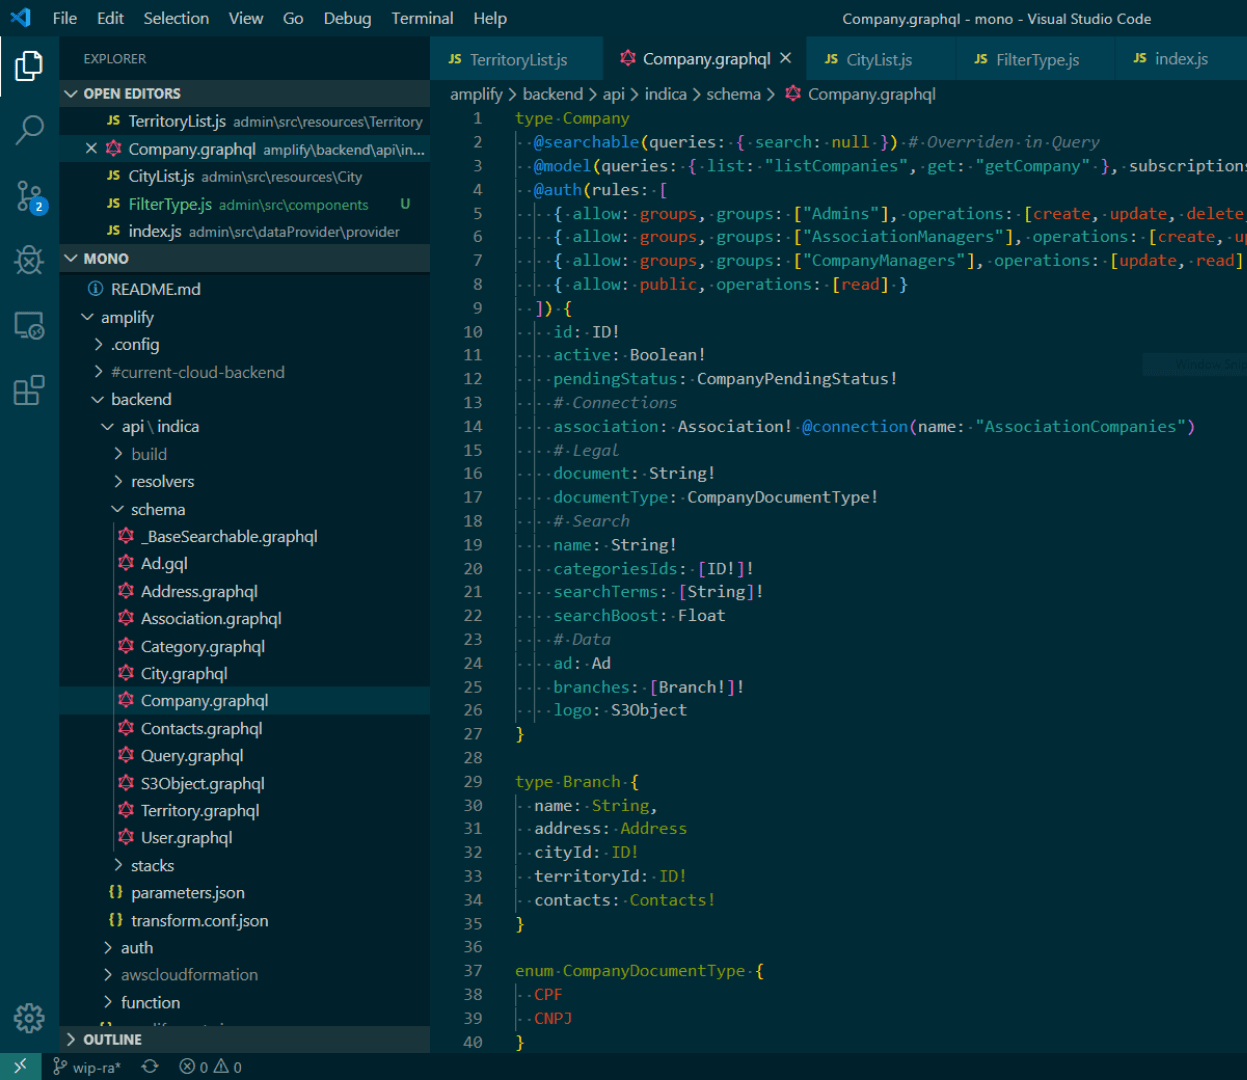 File Edit Selection View Go Debug Terminal Help
Company.graphql - mono - Visual Studio Code
EXPLORER
OPEN EDITORS
JS TerritoryList.js admin\src\resources\Territory
Company.graphql amplify\backend\api\in...
JS CityList.js admin\src\resources\City
JS FilterType.js admin\src\components U
JS index.js admin\src\dataProvider\provider
MONO
README.md
amplify
.config
#current-cloud-backend
backend
api\indica
build
resolvers
schema
_BaseSearchable.graphql
Ad.gql
Address.graphql
Association.graphql
Category.graphql
City.graphql
Company.graphql
Contacts.graphql
Query.graphql
S3Object.graphql
Territory.graphql
User.graphql
stacks
{} parameters.json
{} transform.conf.json
auth
awscloudformation
function
OUTLINE
2
JS TerritoryList.js Company.graphql × JS CityList.js JS FilterType.js JS index.js
amplify > backend > api > indica > schema > Company.graphql
1 type Company
2 @searchable(queries: { search: null }) # Overriden in Query
3 @model(queries: { list: "listCompanies", get: "getCompany" }, subscriptions
4 @auth(rules: [
5 { allow: groups, groups: ["Admins"], operations: [create, update, delete,
6 { allow: groups, groups: ["AssociationManagers"], operations: [create, up
7 { allow: groups, groups: ["CompanyManagers"], operations: [update, read]
8 { allow: public, operations: [read] }
9 ]) {
10 id: ID!
11 active: Boolean!
12 pendingStatus: CompanyPendingStatus!
13 # Connections
14 association: Association! @connection(name: "AssociationCompanies")
15 # Legal
16 document: String!
17 documentType: CompanyDocumentType!
18 # Search
19 name: String!
20 categoriesIds: [ID!]!
21 searchTerms: [String]!
22 searchBoost: Float
23 # Data
24 ad: Ad
25 branches: [Branch!]!
26 logo: S3Object
27 }
28
29 type Branch {
30 name: String,
31 address: Address
32 cityId: ID!
33 territoryId: ID!
34 contacts: Contacts!
35 }
36
37 enum CompanyDocumentType {
38 CPF
39 CNPJ
40 }
wip-ra* 0 0